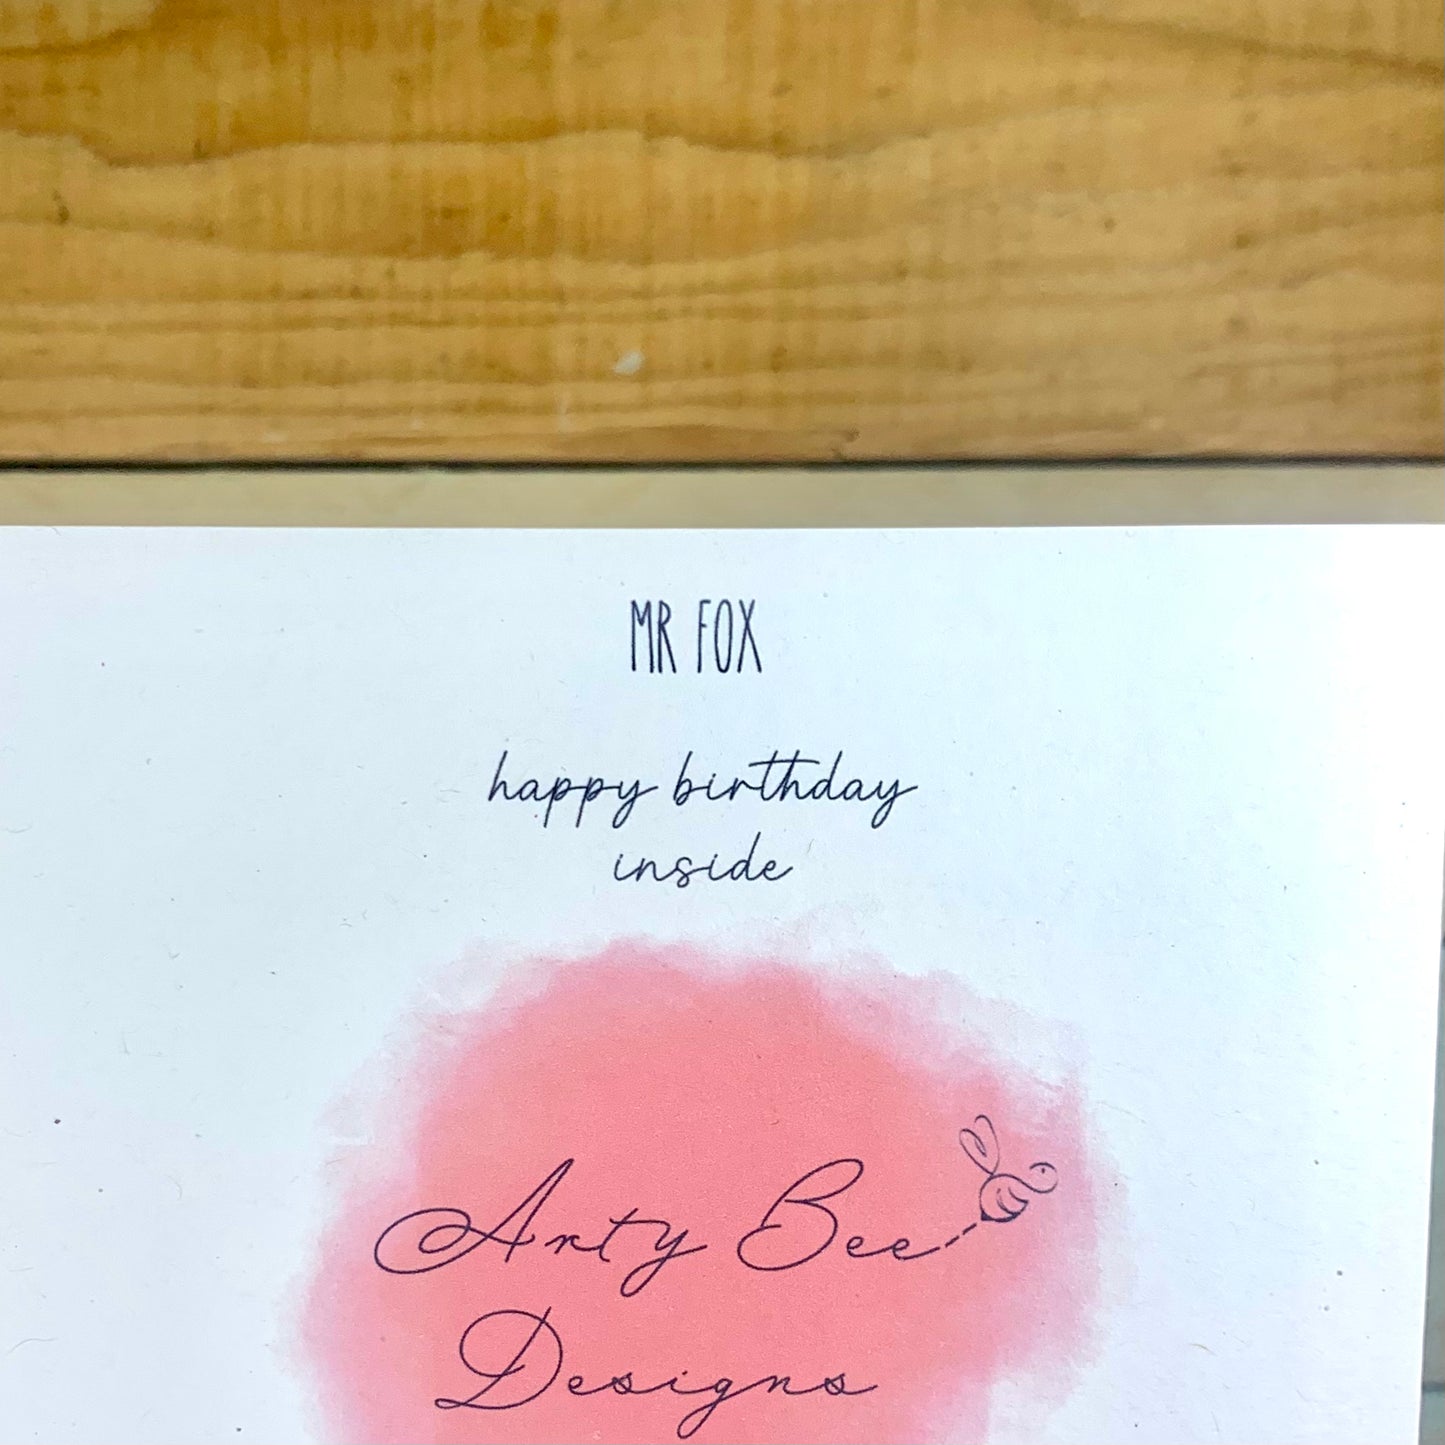 MR FOX
happy birthday
inside
Arty Bee
Designs